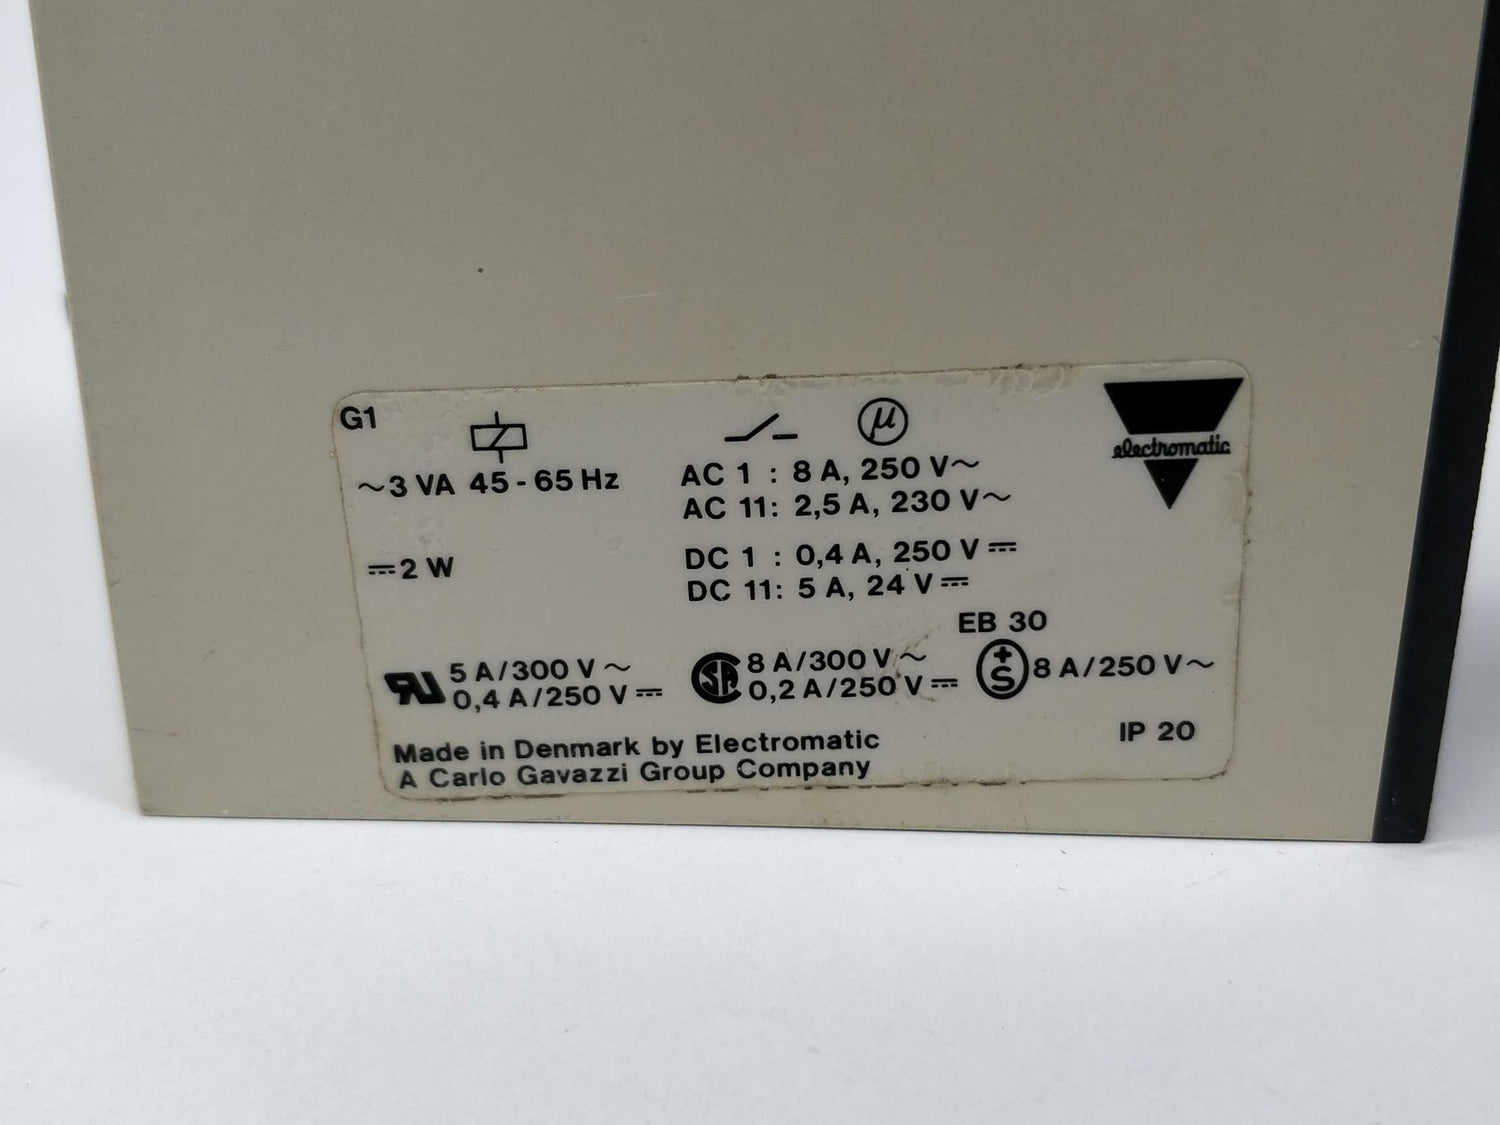 G1
µ
electromatic
~3 VA 45-65 Hz
AC 1 : 8 A, 250 V~
AC 11: 2,5 A, 230 V~
⎓2 W
DC 1 : 0,4 A, 250 V⎓
DC 11: 5 A, 24 V⎓
EB 30
RU 5 A/300 V~
0,4 A/250 V⎓
SA 8 A/300 V~
0,2 A/250 V⎓
+S 8 A/250 V~
IP 20
Made in Denmark by Electromatic
A Carlo Gavazzi Group Company